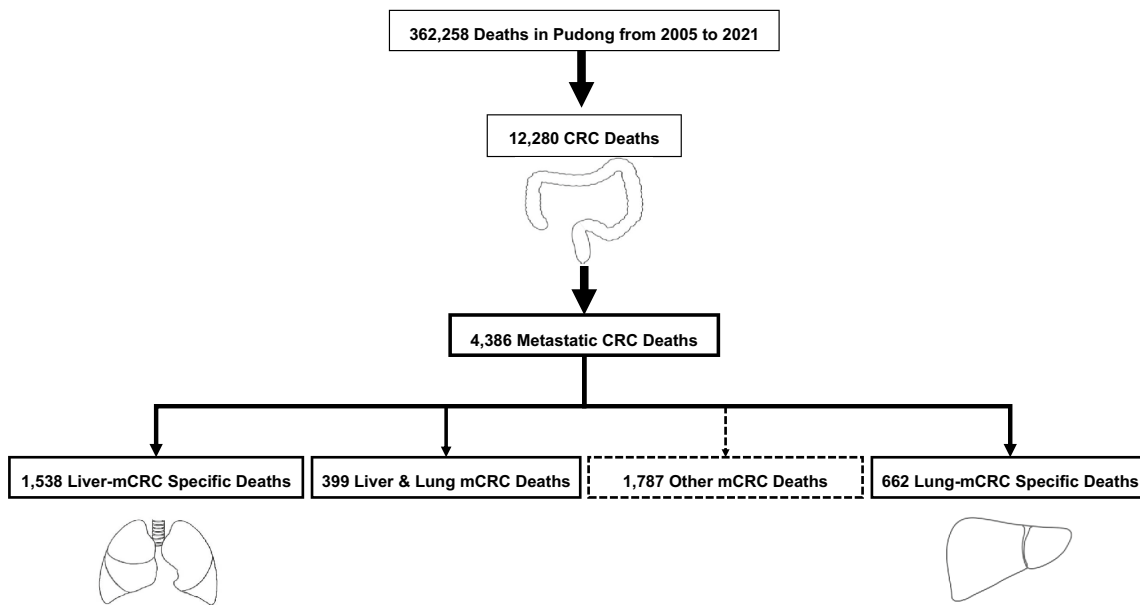 362,258 Deaths in Pudong from 2005 to 2021
12,280 CRC Deaths
4,386 Metastatic CRC Deaths
1,538 Liver-mCRC Specific Deaths
399 Liver & Lung mCRC Deaths
1,787 Other mCRC Deaths
662 Lung-mCRC Specific Deaths